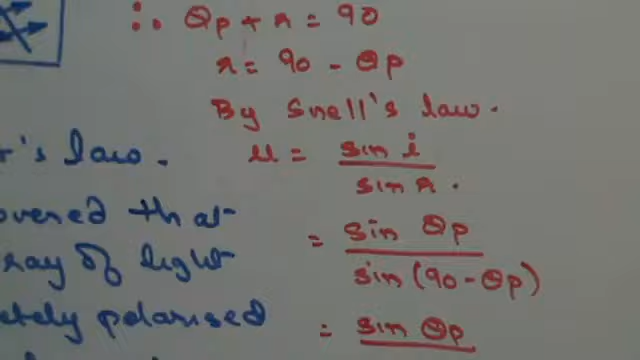 ∴ θp + r = 90
r = 90 - θp
By Snell's law.
μ = sin i / sin r.
= sin θp / sin(90 - θp)
= sin θp
's law.
overed that
ray of light
etely polarised